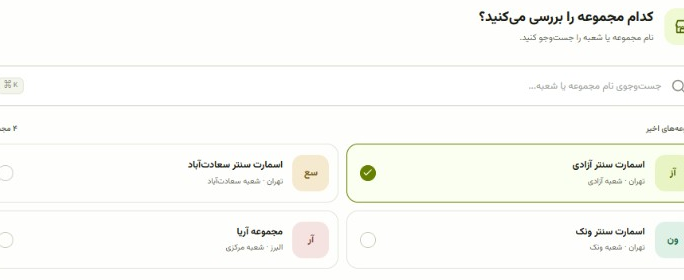 کدام مجموعه را بررسی می‌کنید؟
نام مجموعه یا شعبه را جست‌وجو کنید.
جست‌وجوی نام مجموعه یا شعبه...
⌘K
اخیر
۴
آز
اسمارت سنتر آزادی
تهران · شعبه آزادی
سع
اسمارت سنتر سعادت‌آباد
تهران · شعبه سعادت‌آباد
ون
اسمارت سنتر ونک
تهران · شعبه ونک
آر
مجموعه آریا
البرز · شعبه مرکزی